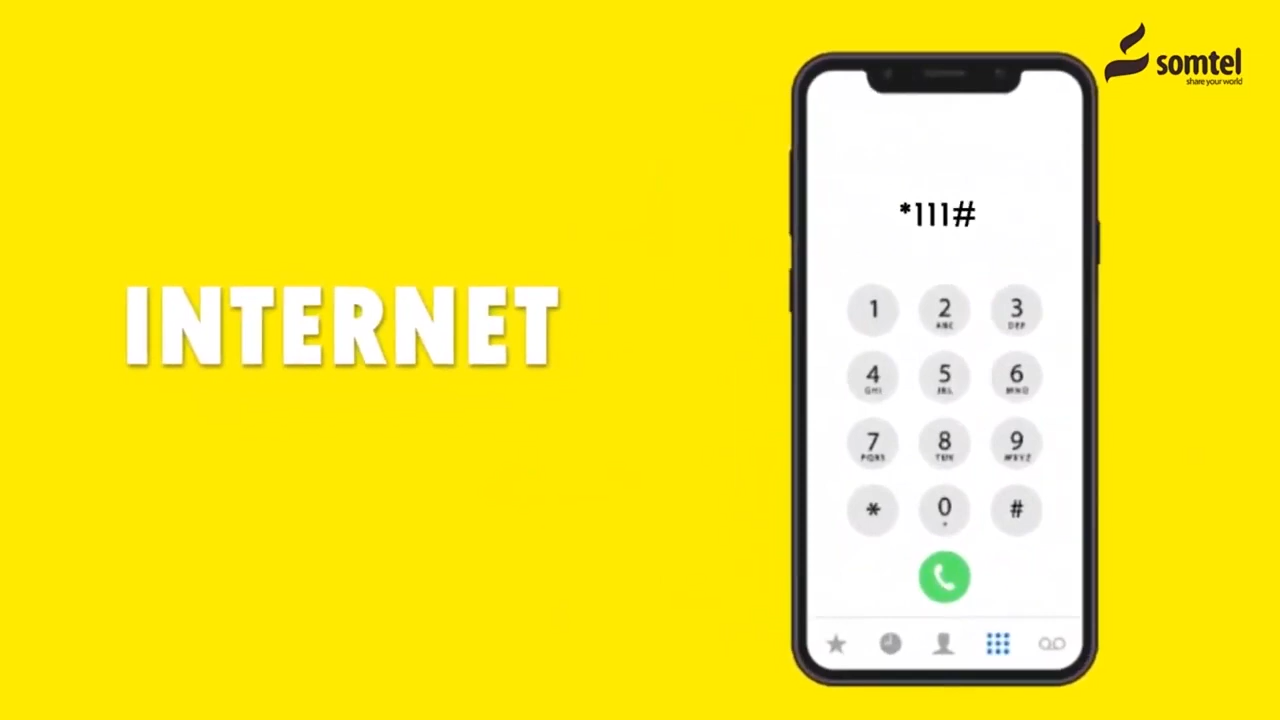 somtel
share your world
*111#
INTERNET
1 2 3
ABC DEF
4 5 6
GHI JKL MNO
7 8 9
PQRS TUV WXYZ
* 0 #
+